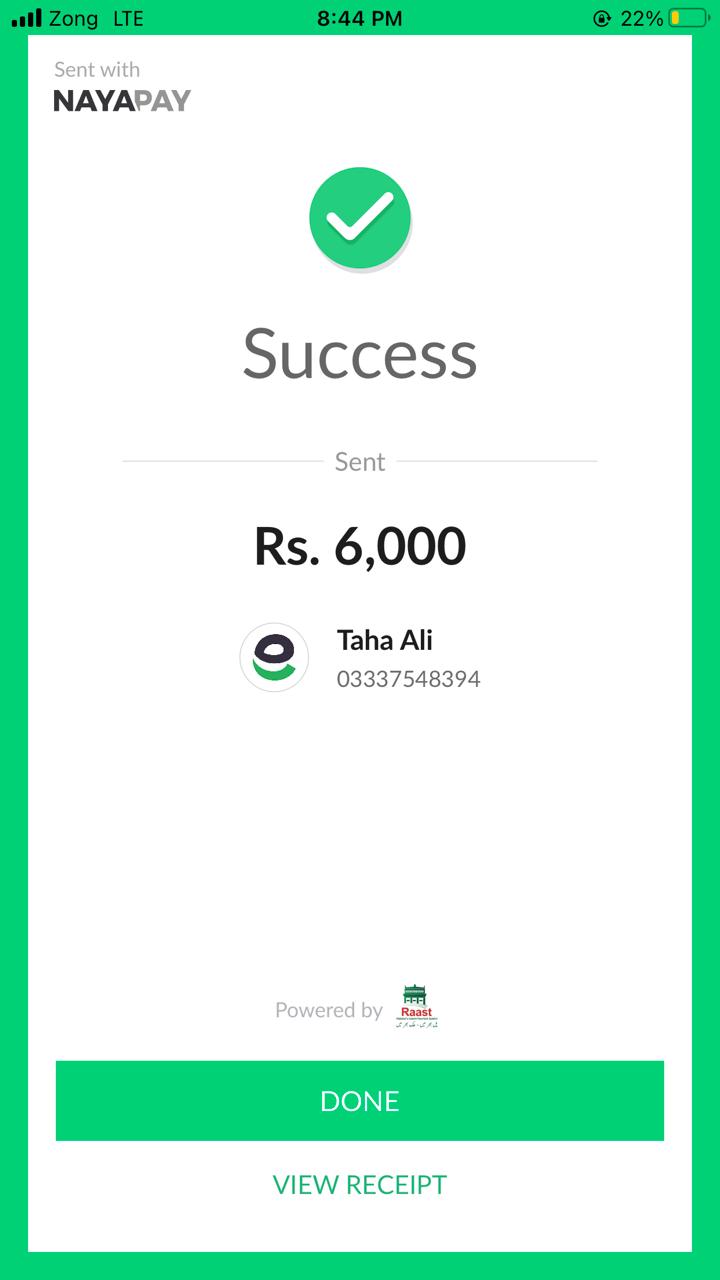 Zong LTE 8:44 PM 22%
Sent with
NAYAPAY
Success
Sent
Rs. 6,000
Taha Ali
03337548394
Powered by Raast
DONE
VIEW RECEIPT